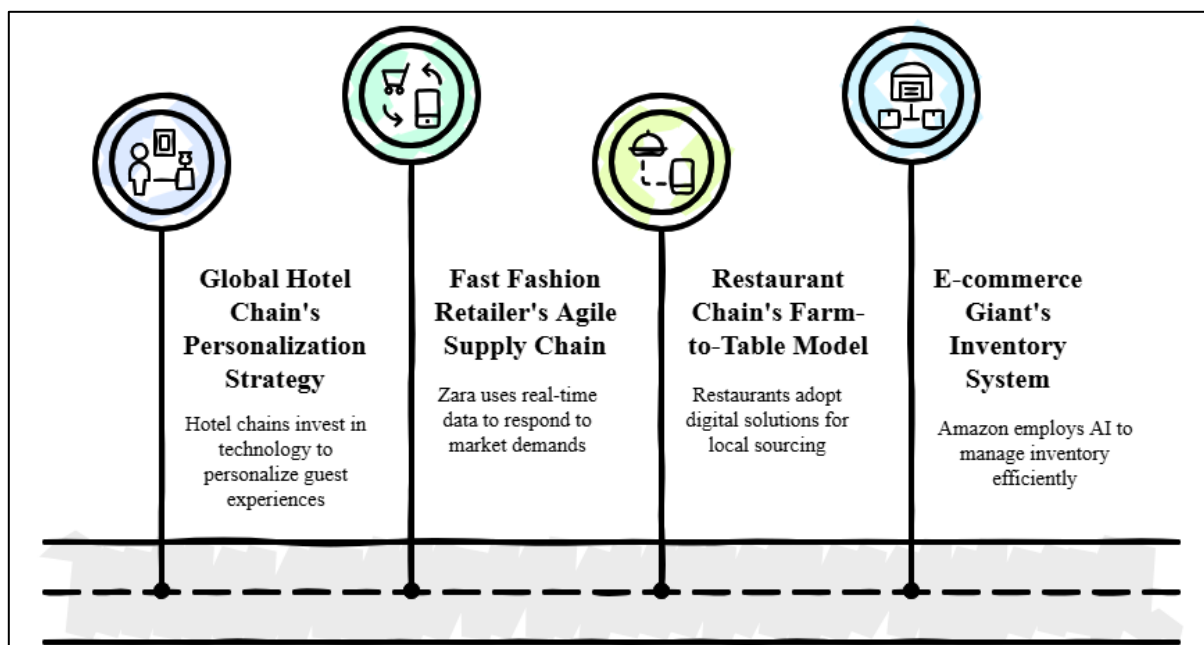 Global Hotel
Chain's
Personalization
Strategy
Hotel chains invest in
technology to
personalize guest
experiences
Fast Fashion
Retailer's Agile
Supply Chain
Zara uses real-time
data to respond to
market demands
Restaurant
Chain's Farm-
to-Table Model
Restaurants adopt
digital solutions for
local sourcing
E-commerce
Giant's
Inventory
System
Amazon employs AI to
manage inventory
efficiently